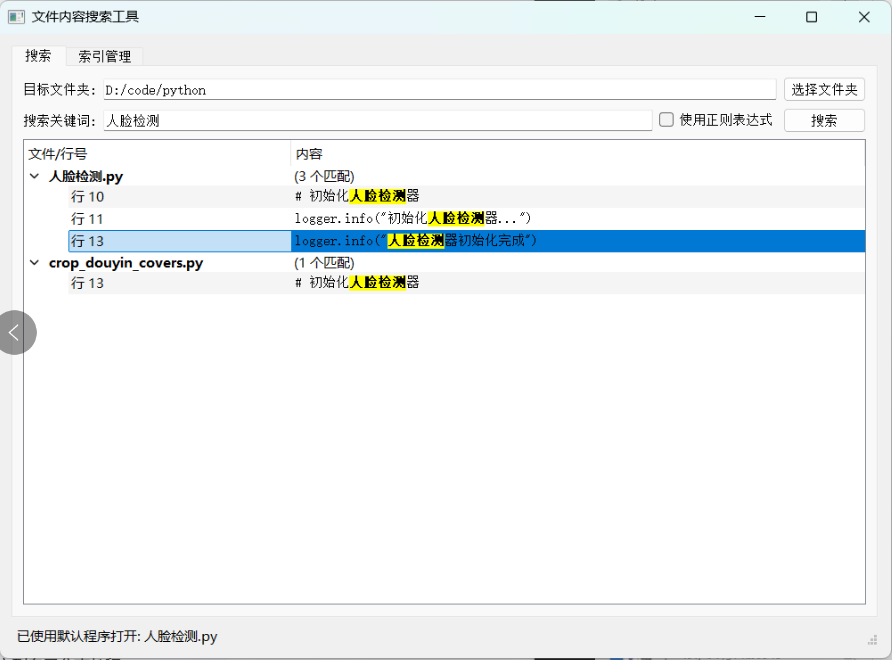 文件内容搜索工具
搜索 索引管理
目标文件夹: D:/code/python 选择文件夹
搜索关键词: 人脸检测 使用正则表达式 搜索
文件/行号 内容
人脸检测.py (3 个匹配)
行 10 # 初始化人脸检测器
行 11 logger.info("初始化人脸检测器...")
行 13 logger.info("人脸检测器初始化完成")
crop_douyin_covers.py (1 个匹配)
行 13 # 初始化人脸检测器
已使用默认程序打开: 人脸检测.py